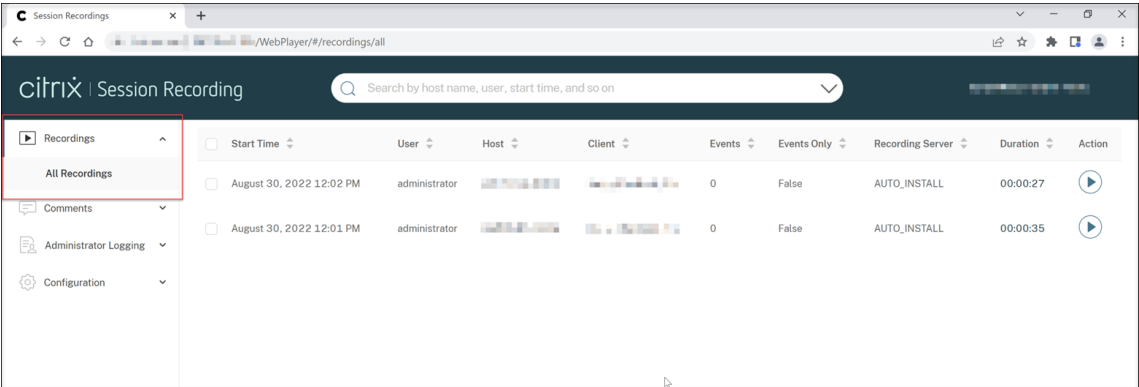 Session Recordings
/WebPlayer/#/recordings/all
citrix | Session Recording
Search by host name, user, start time, and so on
Recordings
All Recordings
Comments
Administrator Logging
Configuration
Start Time User Host Client Events Events Only Recording Server Duration Action
August 30, 2022 12:02 PM administrator 0 False AUTO_INSTALL 00:00:27
August 30, 2022 12:01 PM administrator 0 False AUTO_INSTALL 00:00:35